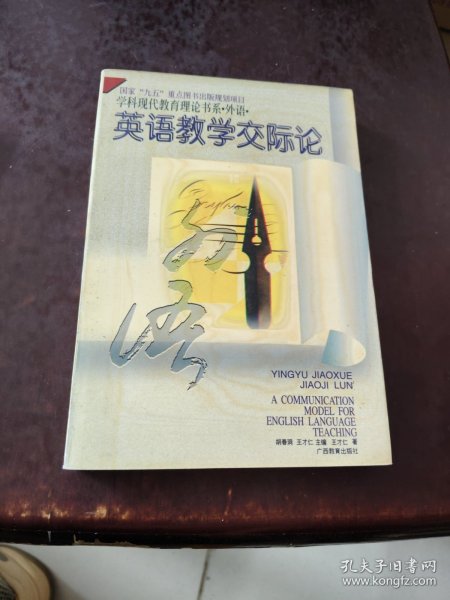 国家“九五”重点图书出版规划项目
学科现代教育理论书系·外语·
英语教学交际论
外语
YINGYU JIAOXUE
JIAOJI LUN
A COMMUNICATION
MODEL FOR
ENGLISH LANGUAGE
TEACHING
胡春洞 王才仁 主编 王才仁 著
广西教育出版社
孔夫子旧书网
www.kongfz.com